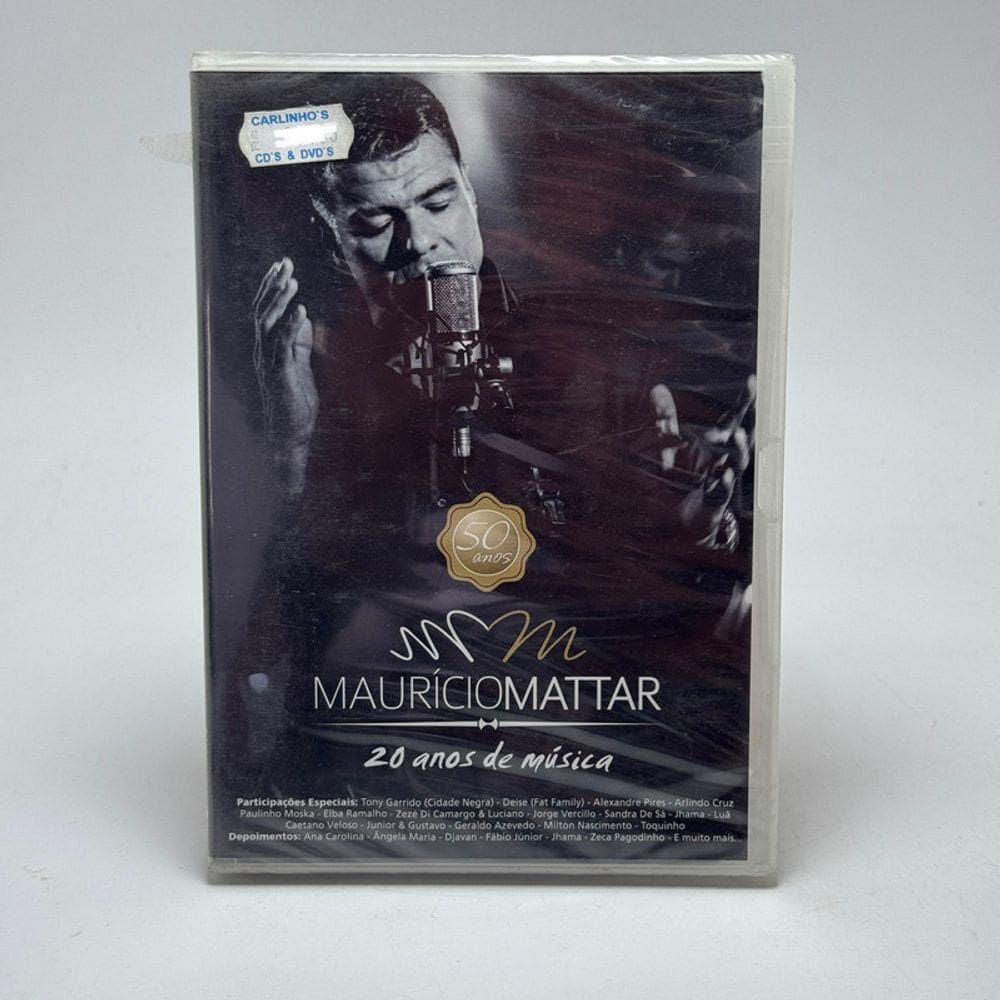 CARLINHO'S
CD'S & DVD'S
50
anos
MAURÍCIOMATTAR
20 anos de música
Participações Especiais: Tony Garrido (Cidade Negra) - Deise (Fat Family) - Alexandre Pires - Arlindo Cruz
Paulinho Moska - Elba Ramalho - Zezé Di Camargo & Luciano - Jorge Vercillo - Sandra De Sá - Jhama - Luã
Caetano Veloso - Junior & Gustavo - Geraldo Azevedo - Milton Nascimento - Toquinho
Depoimentos: Ana Carolina - Ângela Maria - Djavan - Fábio Júnior - Jhama - Zeca Pagodinho - E muito mais...